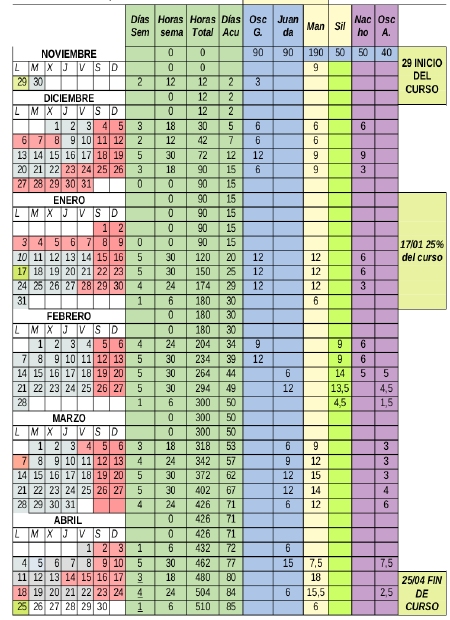 Días Sem Horas sem Horas Total Días Acu Osc G. Juan da Man Sil Nac ho Osc A.
NOVIEMBRE 0 0 90 90 190 50 50 40
L M X J V S D 0 0 9
29 30 2 12 12 2 3
29 INICIO DEL CURSO
DICIEMBRE 0 12 2
L M X J V S D 0 12 2
1 2 3 4 5 3 18 30 5 6 6 6
6 7 8 9 10 11 12 2 12 42 7 6 6
13 14 15 16 17 18 19 5 30 72 12 12 9 9
20 21 22 23 24 25 26 3 18 90 15 6 9 3
27 28 29 30 31 0 0 90 15
ENERO 0 90 15
L M X J V S D 0 90 15
1 2 0 90 15
3 4 5 6 7 8 9 0 0 90 15
10 11 12 13 14 15 16 5 30 120 20 12 12 6
17 18 19 20 21 22 23 5 30 150 25 12 12 6
24 25 26 27 28 29 30 4 24 174 29 12 12 3
31 1 6 180 30 6
17/01 25% del curso
FEBRERO 0 180 30
L M X J V S D 0 180 30
1 2 3 4 5 6 4 24 204 34 9 9 6
7 8 9 10 11 12 13 5 30 234 39 12 9 6
14 15 16 17 18 19 20 5 30 264 44 6 14 5 5
21 22 23 24 25 26 27 5 30 294 49 12 13,5 4,5
28 1 6 300 50 4,5 1,5
MARZO 0 300 50
L M X J V S D 0 300 50
1 2 3 4 5 6 3 18 318 53 6 9 3
7 8 9 10 11 12 13 4 24 342 57 9 12 3
14 15 16 17 18 19 20 5 30 372 62 12 15 3
21 22 23 24 25 26 27 5 30 402 67 12 14 4
28 29 30 31 4 24 426 71 6 12 6
ABRIL 0 426 71
L M X J V S D 0 426 71
1 2 3 1 6 432 72 6
4 5 6 7 8 9 10 5 30 462 77 15 7,5 7,5
11 12 13 14 15 16 17 3 18 480 80 18
18 19 20 21 22 23 24 4 24 504 84 6 15,5 2,5
25 26 27 28 29 30 1 6 510 85 6
25/04 FIN DE CURSO